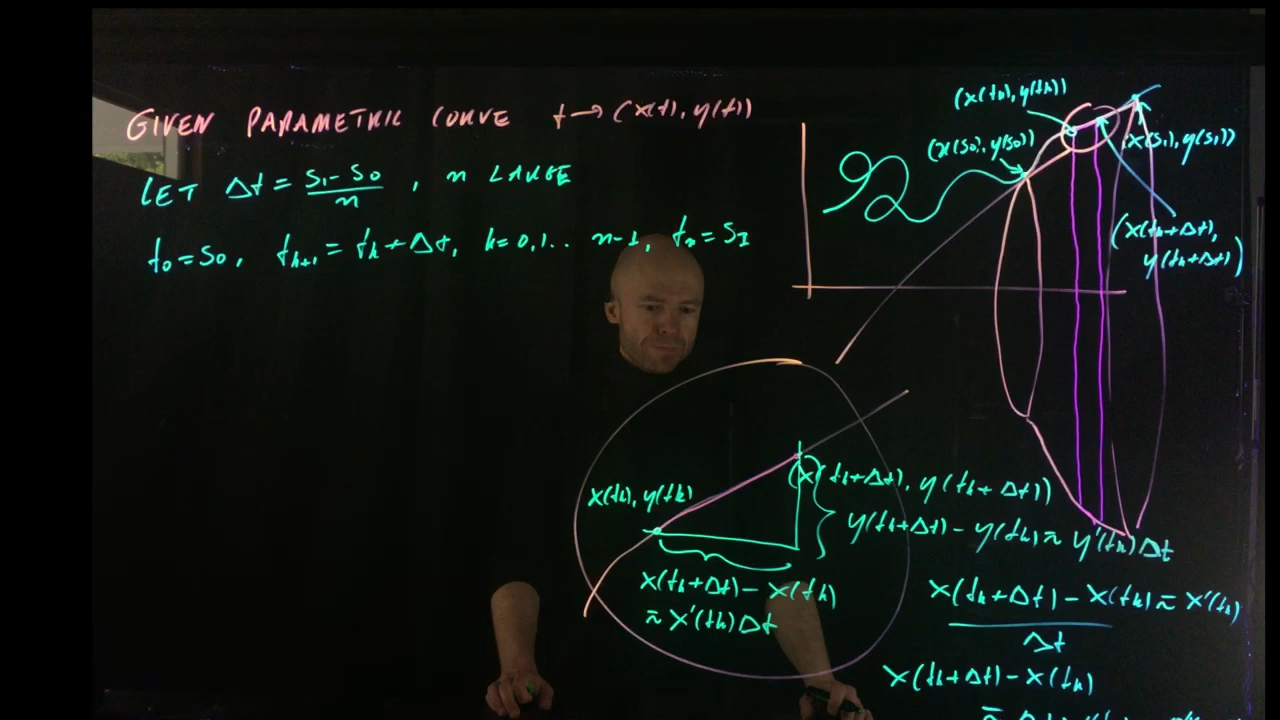 GIVEN PARAMETRIC CURVE t → (x(t), y(t))
LET Δt = (s₁ - s₀)/n , n LARGE
t₀ = s₀, tₖ₊₁ = tₖ + Δt, k = 0,1.. n-1, tₙ = s₁
(x(tₖ), y(tₖ))
(x(s₀), y(s₀))
(x(s₁), y(s₁))
(x(tₖ+Δt),
y(tₖ+Δt))
x(tₖ), y(tₖ)
(x(tₖ+Δt), y(tₖ+Δt))
y(tₖ+Δt) - y(tₖ) ≈ y'(tₖ)Δt
x(tₖ+Δt) - x(tₖ)
≈ x'(tₖ)Δt
x(tₖ+Δt) - x(tₖ) ≈ x'(tₖ)
Δt
x(tₖ+Δt) - x(tₖ)